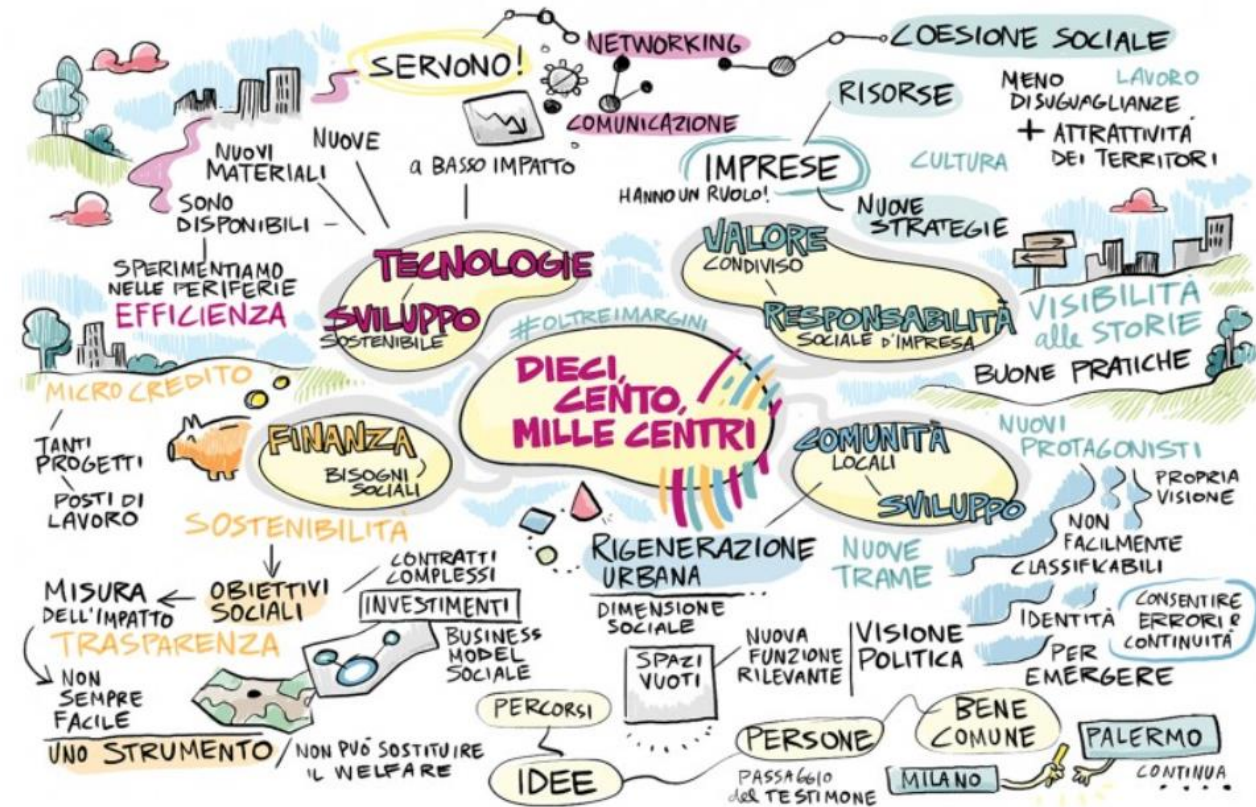 SERVONO!
NETWORKING
COMUNICAZIONE
COESIONE SOCIALE
MENO
DISUGUAGLIANZE
LAVORO
+ ATTRATTIVITÀ
DEI TERRITORI
RISORSE
IMPRESE
HANNO UN RUOLO!
CULTURA
NUOVE
STRATEGIE
NUOVE
NUOVI
MATERIALI
a BASSO IMPATTO
SONO
DISPONIBILI
SPERIMENTIAMO
NELLE PERIFERIE
EFFICIENZA
TECNOLOGIE
SVILUPPO
SOSTENIBILE
VALORE
CONDIVISO
RESPONSABILITÀ
SOCIALE D'IMPRESA
VISIBILITÀ
alle STORIE
BUONE PRATICHE
#OLTREIMARGINI
DIECI,
CENTO,
MILLE CENTRI
MICRO CREDITO
TANTI
PROGETTI
POSTI DI
LAVORO
FINANZA
BISOGNI
SOCIALI
SOSTENIBILITÀ
OBIETTIVI
SOCIALI
MISURA
DELL'IMPATTO
TRASPARENZA
NON
SEMPRE
FACILE
UNO STRUMENTO
NON PUÓ SOSTITUIRE
IL WELFARE
CONTRATTI
COMPLESSI
INVESTIMENTI
BUSINESS
MODEL
SOCIALE
COMUNITÀ
LOCALI
SVILUPPO
RIGENERAZIONE
URBANA
DIMENSIONE
SOCIALE
SPAZI
VUOTI
NUOVA
FUNZIONE
RILEVANTE
NUOVE
TRAME
NUOVI
PROTAGONISTI
PROPRIA
VISIONE
NON
FACILMENTE
CLASSIFICABILI
VISIONE
POLITICA
IDENTITÀ
PER
EMERGERE
CONSENTIRE
ERRORI e
CONTINUITÀ
PERCORSI
IDEE
PERSONE
BENE
COMUNE
PASSAGGIO
del TESTIMONE
MILANO
PALERMO
CONTINUA